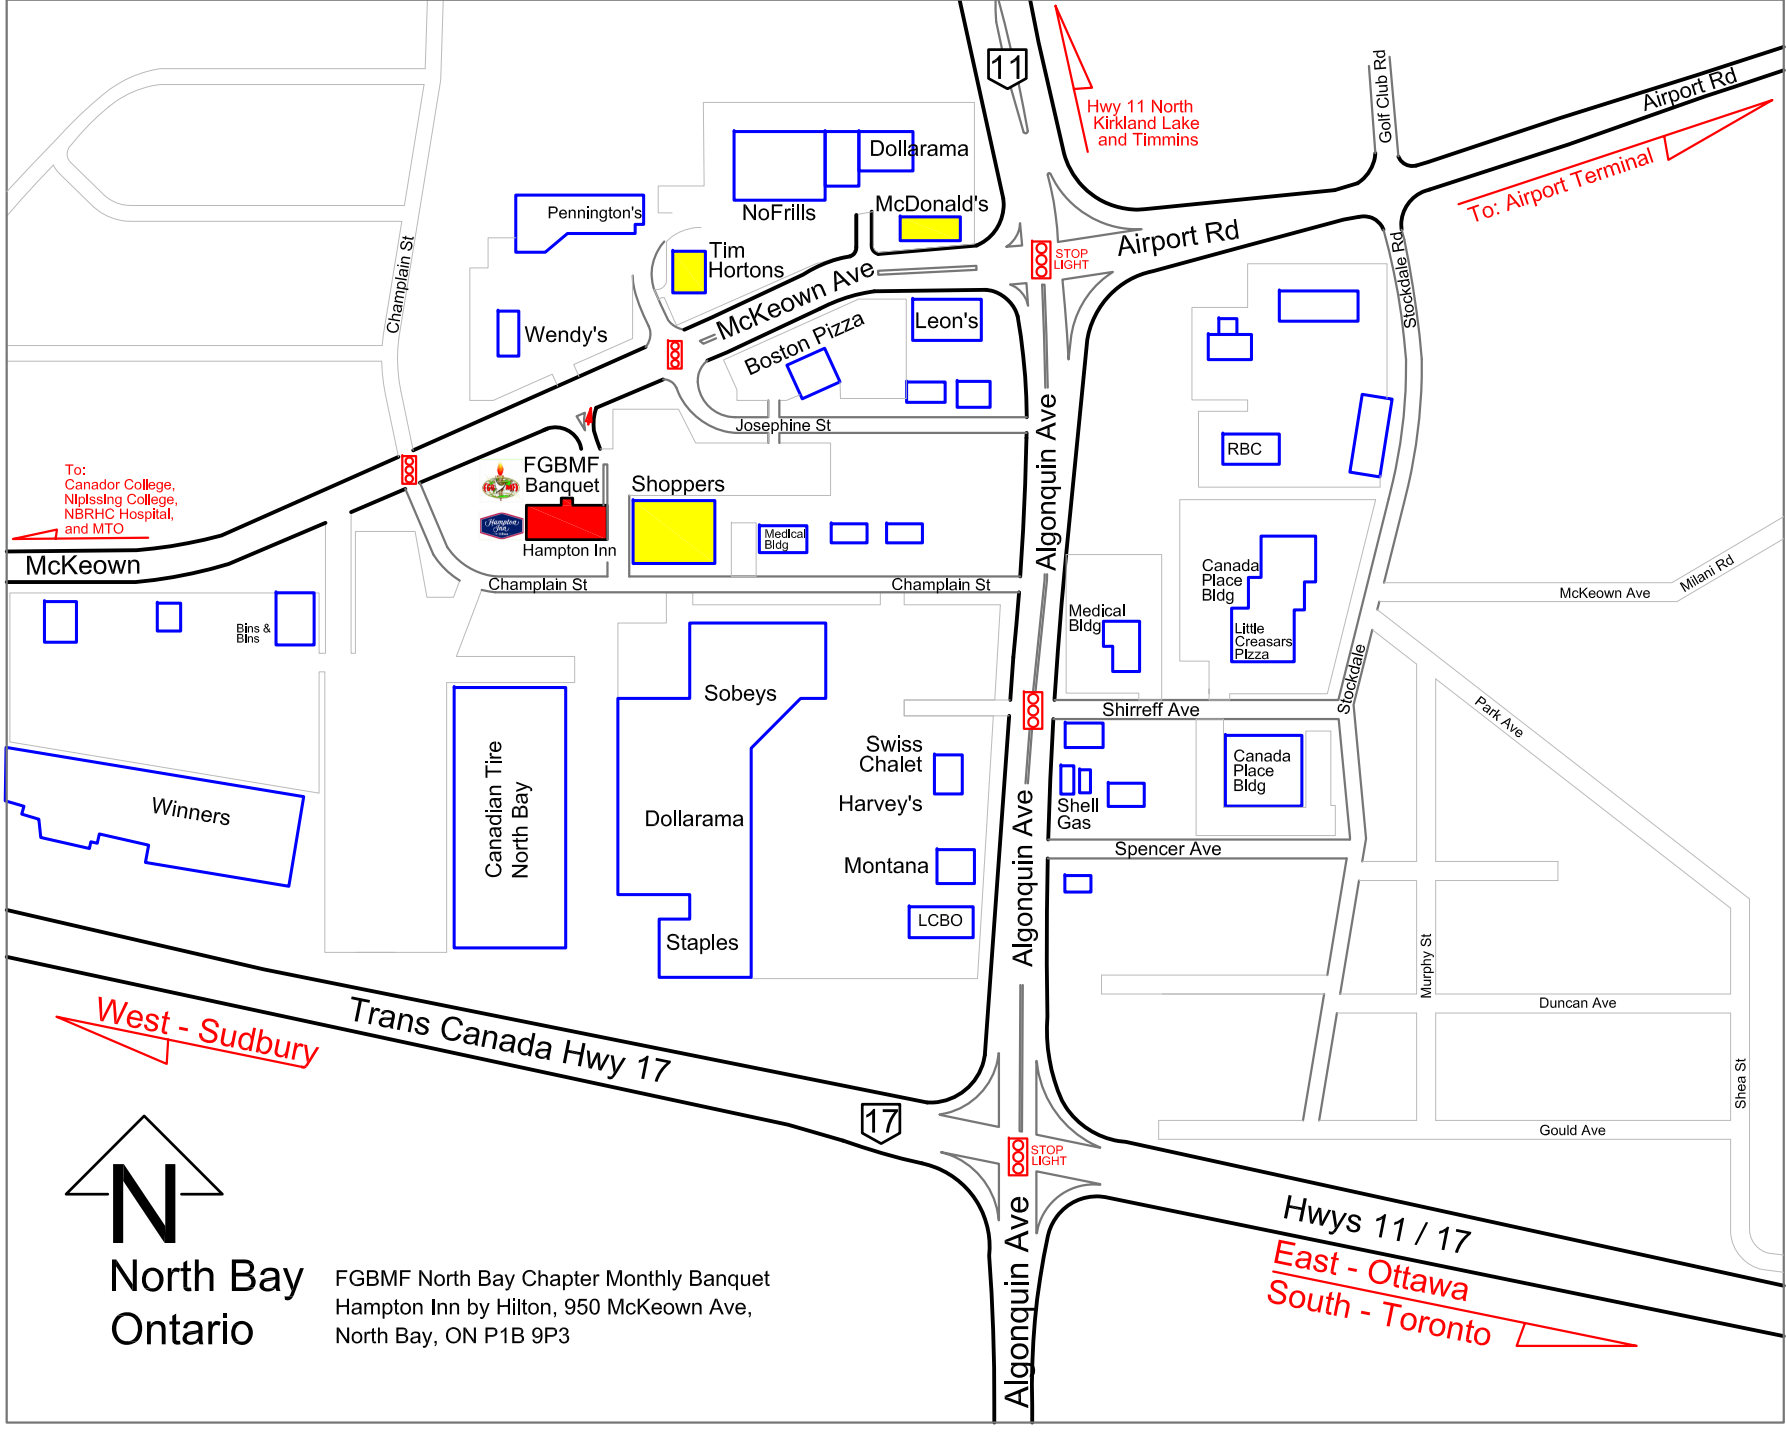 11
Hwy 11 North
Kirkland Lake
and Timmins
Golf Club Rd
Airport Rd
To: Airport Terminal
Dollarama
NoFrills
McDonald's
Pennington's
Tim
Hortons
Champlain St
McKeown Ave
STOP
LIGHT
Airport Rd
Stockdale Rd
Wendy's
Boston Pizza
Leon's
Josephine St
Algonquin Ave
RBC
To:
Canador College,
Nipissing College,
NBRHC Hospital,
and MTO
FGBMF
Banquet
Shoppers
Hampton
Inn
Hampton Inn
Medical
Bldg
McKeown
Champlain St
Champlain St
Canada
Place
Bldg
Little
Creasars
Pizza
McKeown Ave
Milani Rd
Bins &
Bins
Medical
Bldg
Stockdale
Sobeys
Shirreff Ave
Park Ave
Swiss
Chalet
Canada
Place
Bldg
Winners
Canadian Tire
North Bay
Dollarama
Harvey's
Shell
Gas
Algonquin Ave
Spencer Ave
Montana
LCBO
Staples
Murphy St
Duncan Ave
West - Sudbury
Trans Canada Hwy 17
Shea St
17
Gould Ave
STOP
LIGHT
N
North Bay
Ontario
FGBMF North Bay Chapter Monthly Banquet
Hampton Inn by Hilton, 950 McKeown Ave,
North Bay, ON P1B 9P3
Algonquin Ave
Hwys 11 / 17
East - Ottawa
South - Toronto